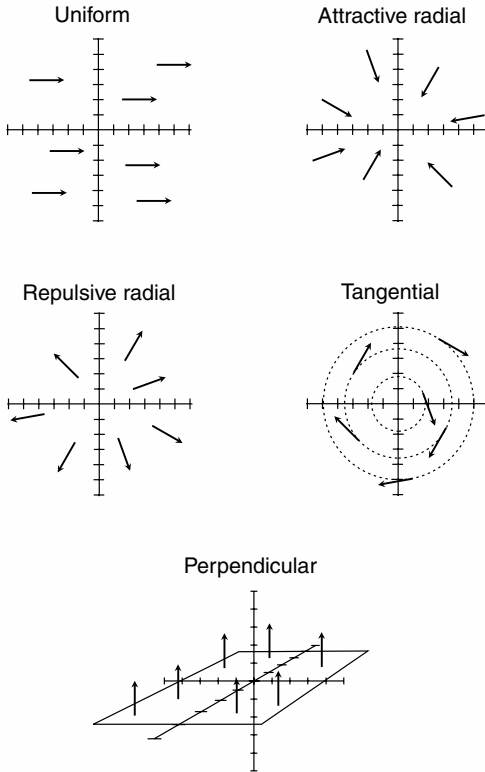 Uniform
Attractive radial
Repulsive radial
Tangential
Perpendicular